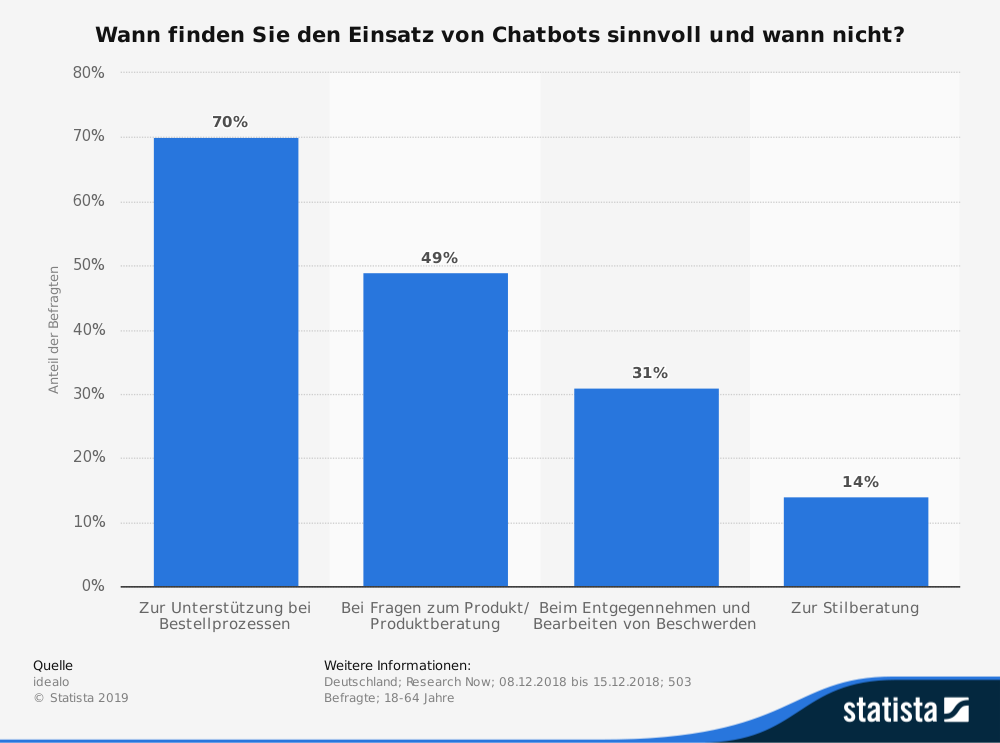 Wann finden Sie den Einsatz von Chatbots sinnvoll und wann nicht?
80%
70%
60%
50%
40%
30%
20%
10%
0%
Anteil der Befragten
70%
49%
31%
14%
Zur Unterstützung bei
Bestellprozessen
Bei Fragen zum Produkt/
Produktberatung
Beim Entgegennehmen und
Bearbeiten von Beschwerden
Zur Stilberatung
Quelle
idealo
© Statista 2019
Weitere Informationen:
Deutschland; Research Now; 08.12.2018 bis 15.12.2018; 503
Befragte; 18-64 Jahre
statista